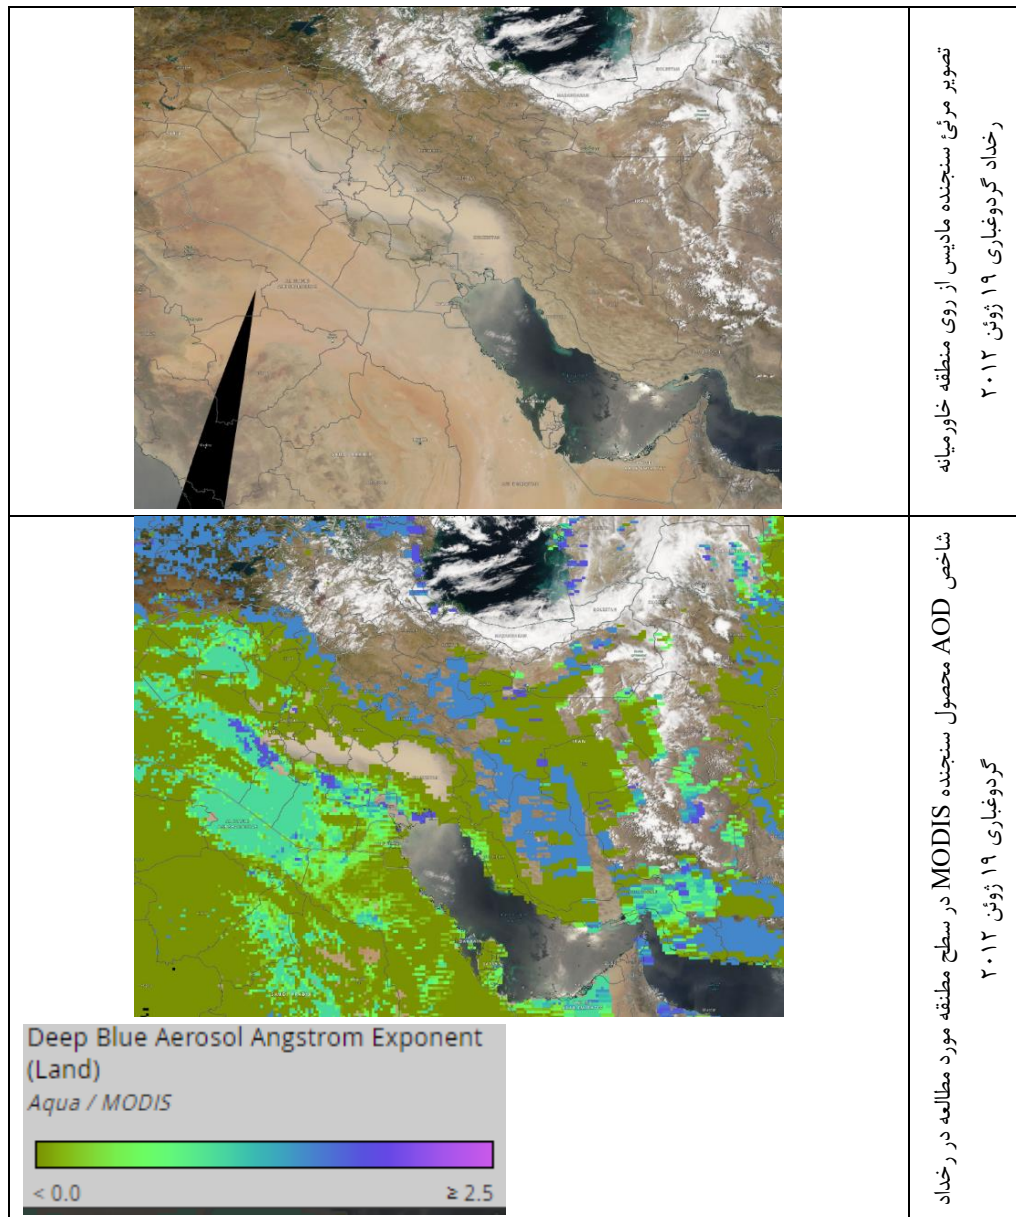 تصویر مرئی سنجنده مادیس از روی منطقه خاورمیانه
رخداد گردوغباری ۱۹ ژوئن ۲۰۱۲
شاخص AOD محصول سنجنده MODIS در سطح مطنقه مورد مطالعه در رخداد
گردوغباری ۱۹ ژوئن ۲۰۱۲
Deep Blue Aerosol Angstrom Exponent
(Land)
Aqua / MODIS
< 0.0
≥ 2.5